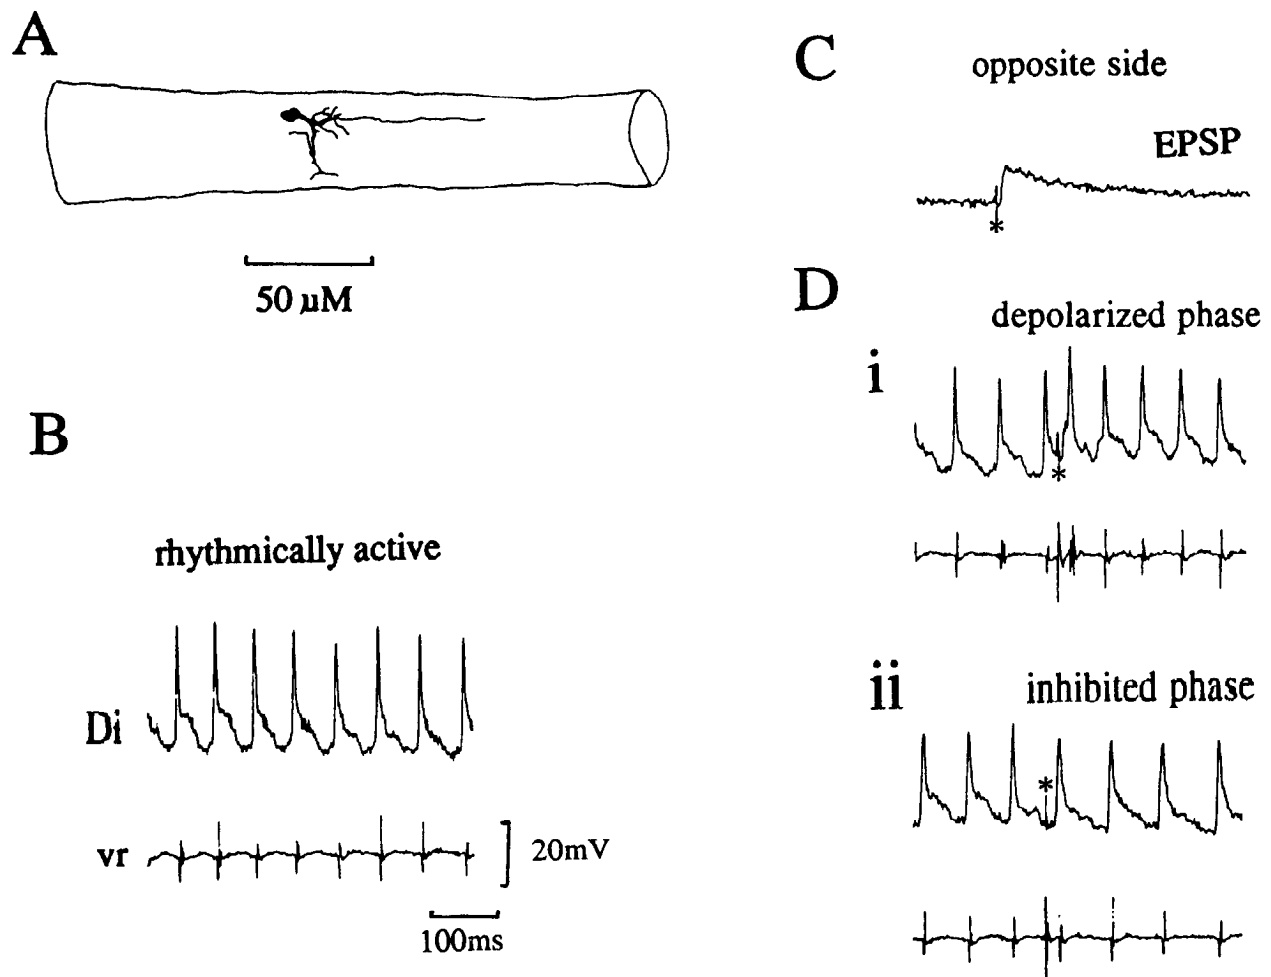 A
50 µM
B
rhythmically active
Di
vr
20mV
100ms
C
opposite side
EPSP
*
D
depolarized phase
i
*
ii
inhibited phase
*